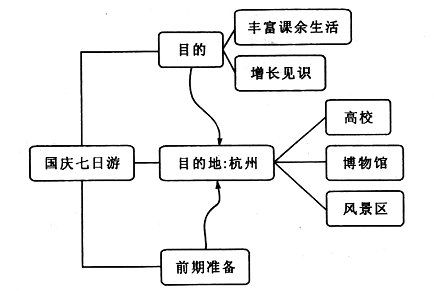 丰富课余生活
目的
增长见识
高校
国庆七日游
目的地:杭州
博物馆
风景区
前期准备